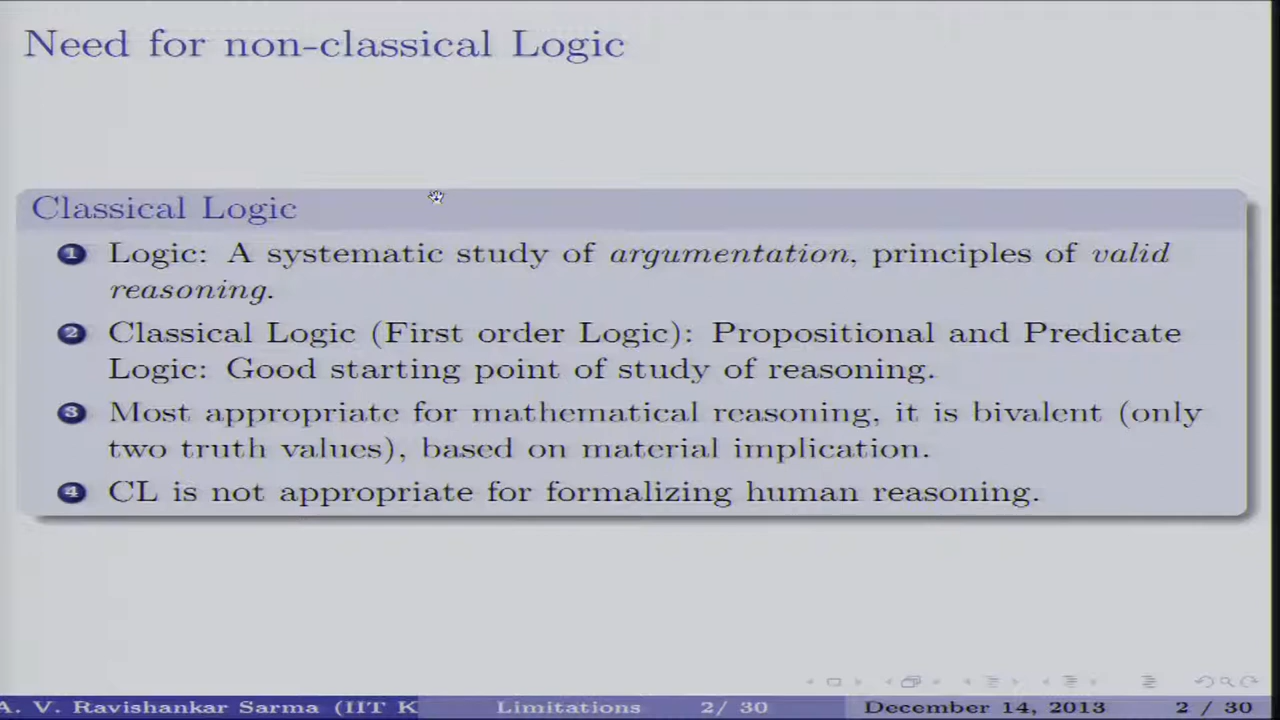 Need for non-classical Logic
Classical Logic
1 Logic: A systematic study of argumentation, principles of valid
reasoning.
2 Classical Logic (First order Logic): Propositional and Predicate
Logic: Good starting point of study of reasoning.
3 Most appropriate for mathematical reasoning, it is bivalent (only
two truth values), based on material implication.
4 CL is not appropriate for formalizing human reasoning.
A. V. Ravishankar Sarma (IIT K Limitations 2/ 30 December 14, 2013 2 / 30